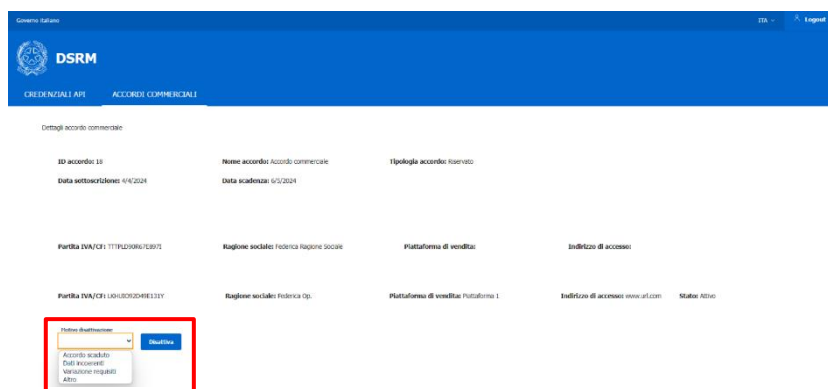 Governo italiano ITA Logout
DSRM
CREDENZIALI API ACCORDI COMMERCIALI
Dettagli accordo commerciale
ID accordo: 18 Nome accordo: Accordo commerciale Tipologia accordo: Riservato
Data sottoscrizione: 4/4/2024 Data scadenza: 6/5/2024
Partita IVA/CF: Ragione sociale: Federica Ragione Sociale Piattaforma di vendita: Indirizzo di accesso:
Partita IVA/CF: Ragione sociale: Federica Op. Piattaforma di vendita: Piattaforma 1 Indirizzo di accesso: www.url.com Stato: Attivo
Motivo disattivazione
Disattiva
Accordo scaduto
Dati incoerenti
Variazione requisiti
Altro